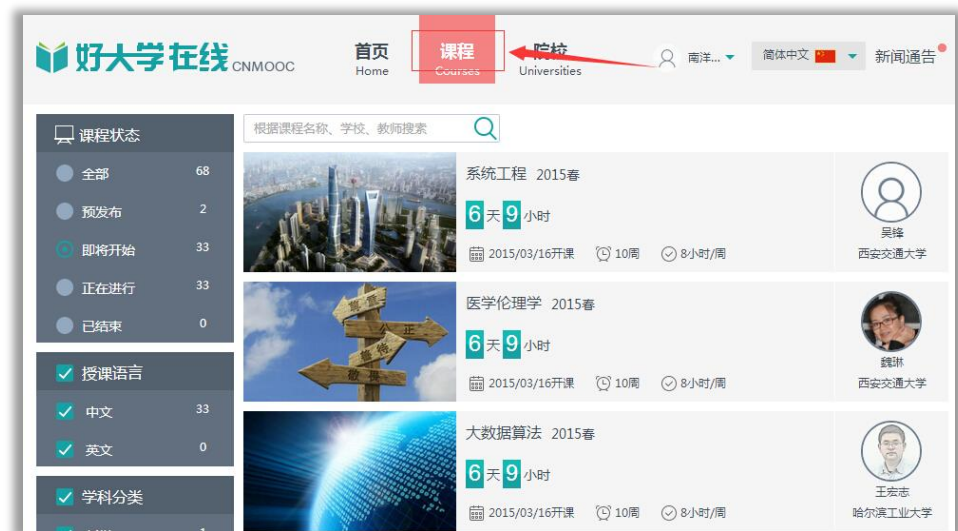 好大学在线 CNMOOC
首页
Home
课程
Courses
院校
Universities
南洋...
简体中文
新闻通告
课程状态
全部 68
预发布 2
即将开始 33
正在进行 33
已结束 0
授课语言
中文 33
英文 0
学科分类
根据课程名称、学校、教师搜索
系统工程 2015春
6天9小时
2015/03/16开课 10周 8小时/周
吴锋
西安交通大学
医学伦理学 2015春
6天9小时
2015/03/16开课 10周 8小时/周
魏琳
西安交通大学
大数据算法 2015春
6天9小时
2015/03/16开课 10周 8小时/周
王宏志
哈尔滨工业大学